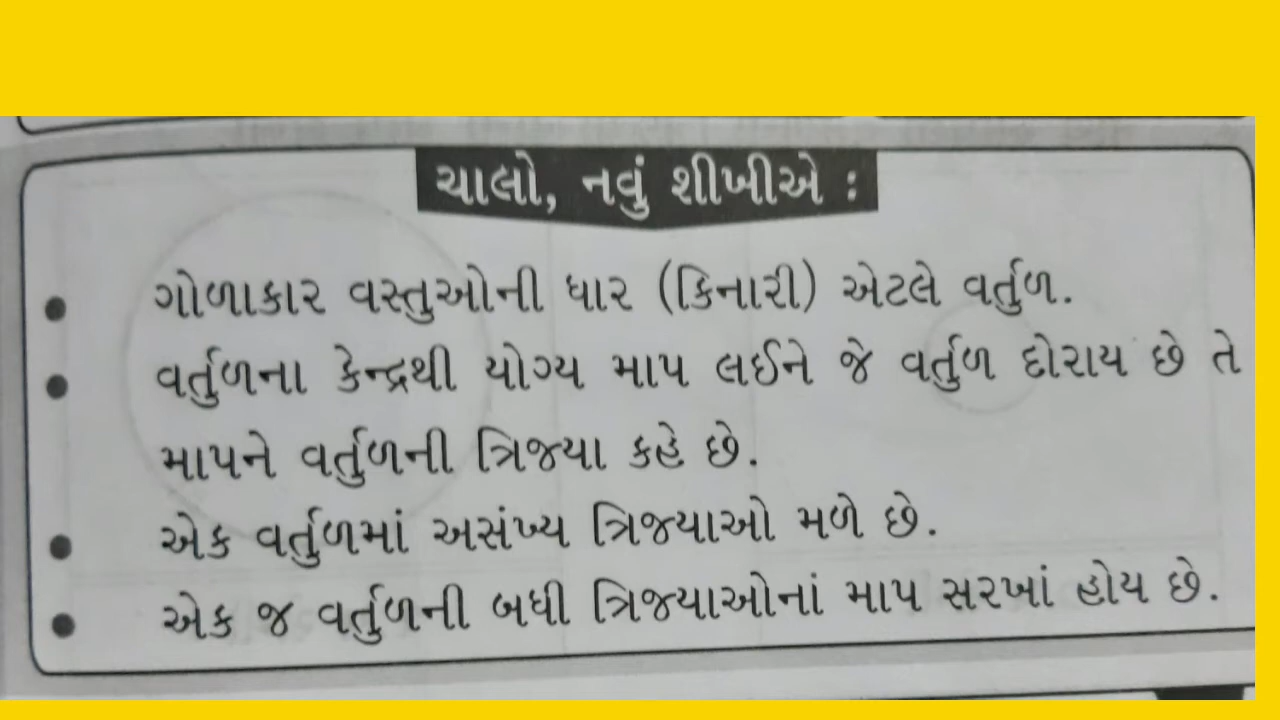 ચાલો, નવું શીખીએ :
● ગોળાકાર વસ્તુઓની ધાર (કિનારી) એટલે વર્તુળ.
● વર્તુળના કેન્દ્રથી યોગ્ય માપ લઈને જે વર્તુળ દોરાય છે તે
માપને વર્તુળની ત્રિજ્યા કહે છે.
● એક વર્તુળમાં અસંખ્ય ત્રિજ્યાઓ મળે છે.
● એક જ વર્તુળની બધી ત્રિજ્યાઓનાં માપ સરખાં હોય છે.